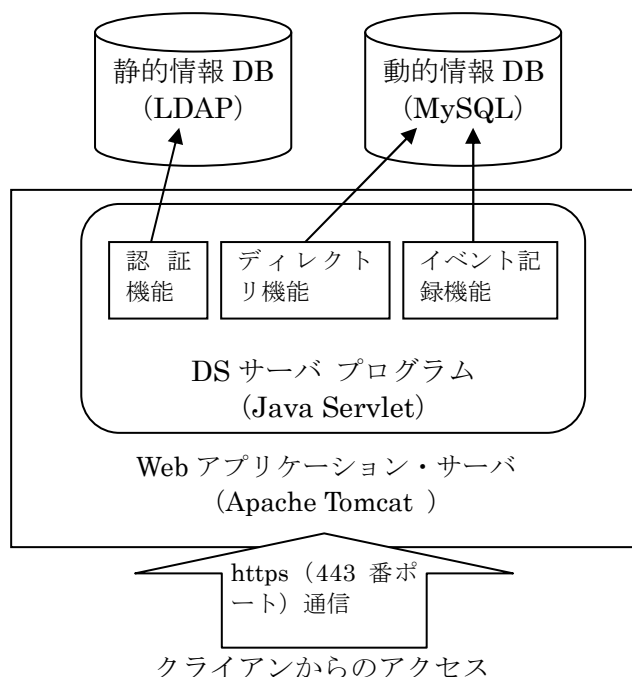 静的情報 DB
(LDAP)
動的情報 DB
(MySQL)
認 証
機能
ディレクト
リ機能
イベント記
録機能
DS サーバ プログラム
(Java Servlet)
Web アプリケーション・サーバ
(Apache Tomcat )
https（443 番ポ
ート）通信
クライアンからのアクセス